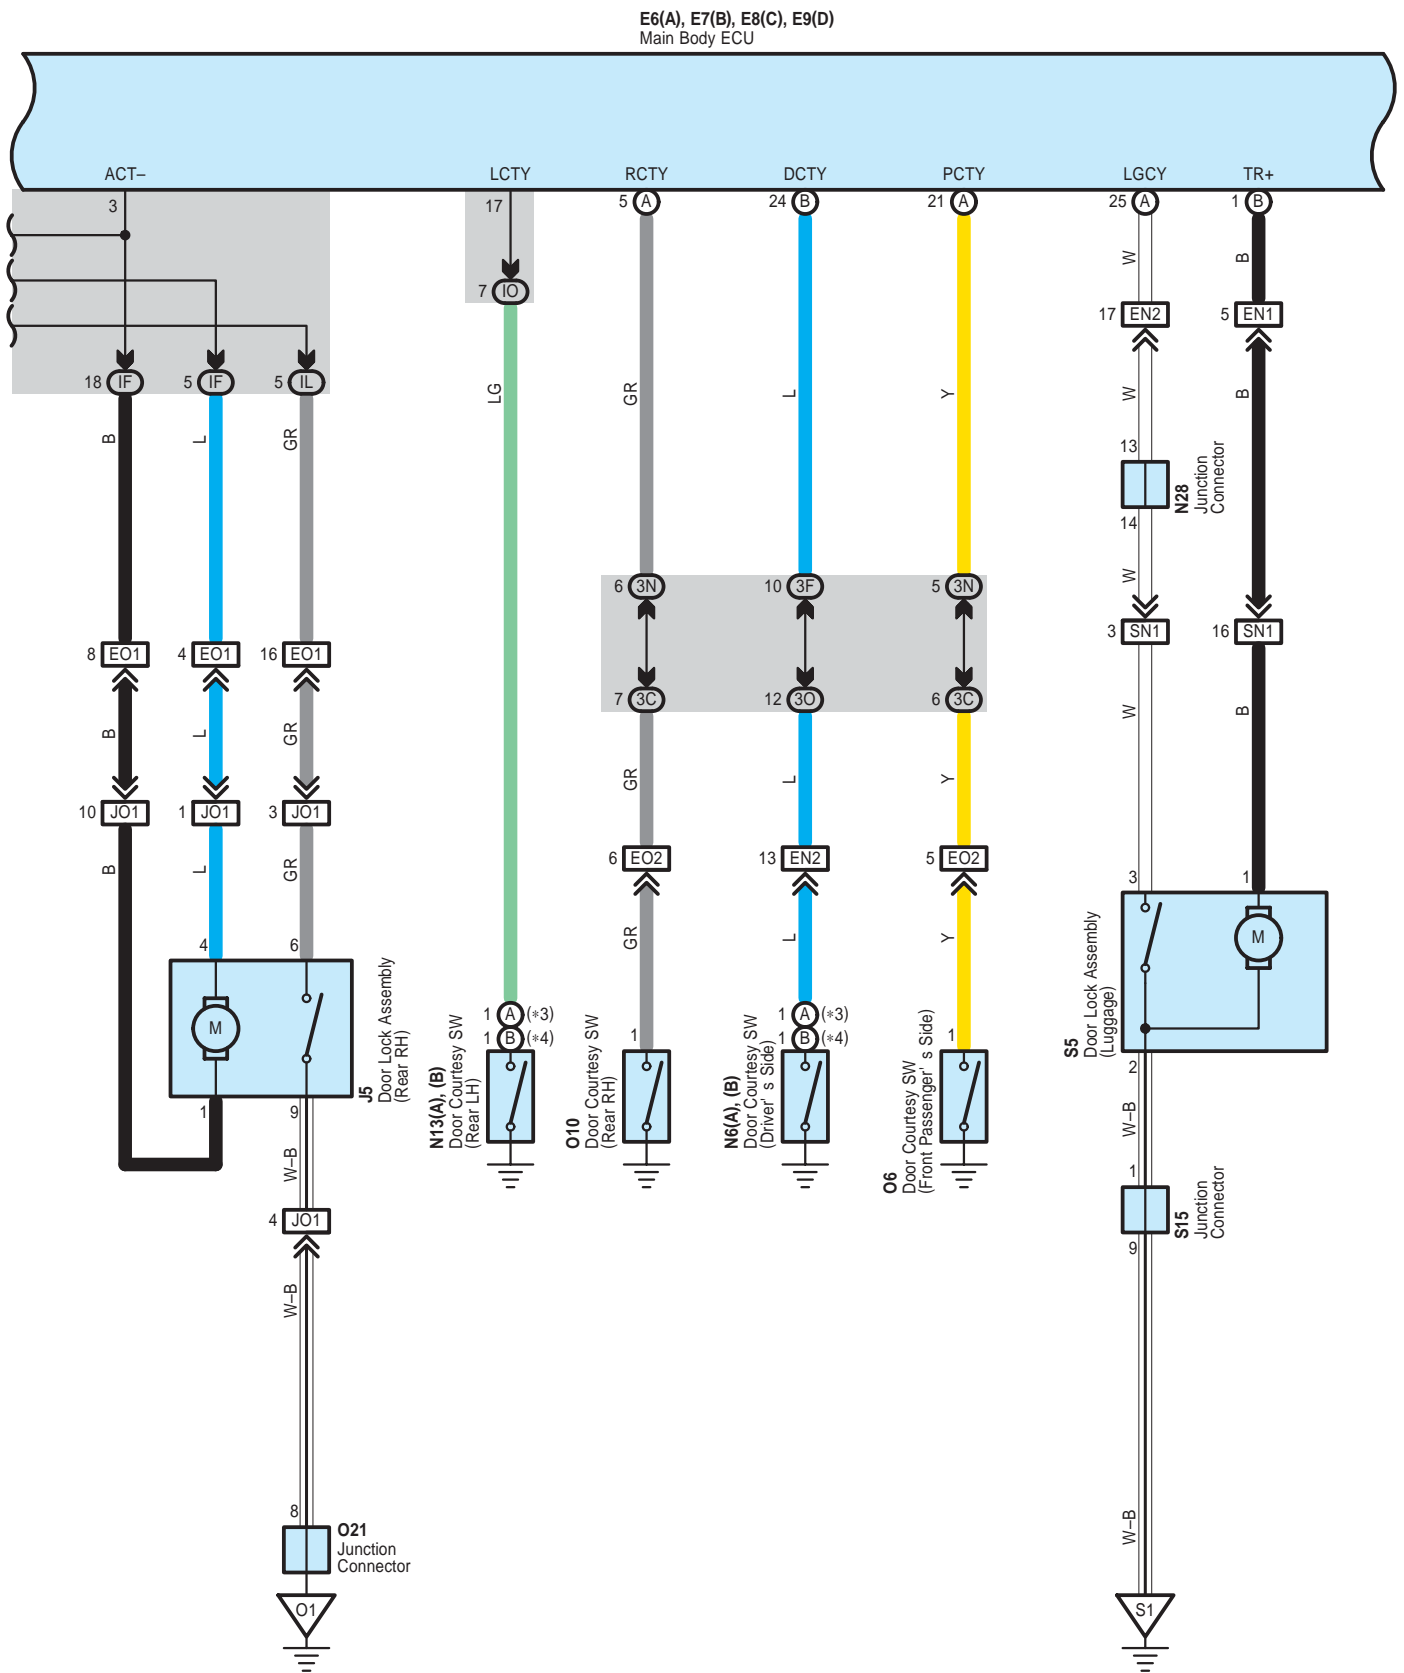 E6(A), E7(B), E8(C), E9(D)
Main Body ECU
ACT–
LCTY
RCTY
DCTY
PCTY
LGCY
TR+
3
17
5 A
24 B
21 A
25 A
1 B
W
B
7 IO
17 EN2
5 EN1
18 IF
5 IF
5 IL
LG
GR
L
Y
W
B
B
L
GR
13
N28
Junction
Connector
14
W
6 3N
10 3F
5 3N
3 SN1
16 SN1
8 EO1
4 EO1
16 EO1
7 3C
12 3O
6 3C
W
B
B
L
GR
GR
L
Y
10 JO1
1 JO1
3 JO1
B
L
GR
6 EO2
13 EN2
5 EO2
3
1
GR
L
Y
M
4
6
M
J5
Door Lock Assembly
(Rear RH)
1
9
1 A (*3)
1 B (*4)
N13(A), (B)
Door Courtesy SW
(Rear LH)
1
O10
Door Courtesy SW
(Rear RH)
1 A (*3)
1 B (*4)
N6(A), (B)
Door Courtesy SW
(Driver' s Side)
1
O6
Door Courtesy SW
(Front Passenger' s Side)
S5
Door Lock Assembly
(Luggage)
2
W–B
W–B
1
S15
Junction
Connector
9
4 JO1
W–B
8
O21
Junction
Connector
O1
W–B
S1